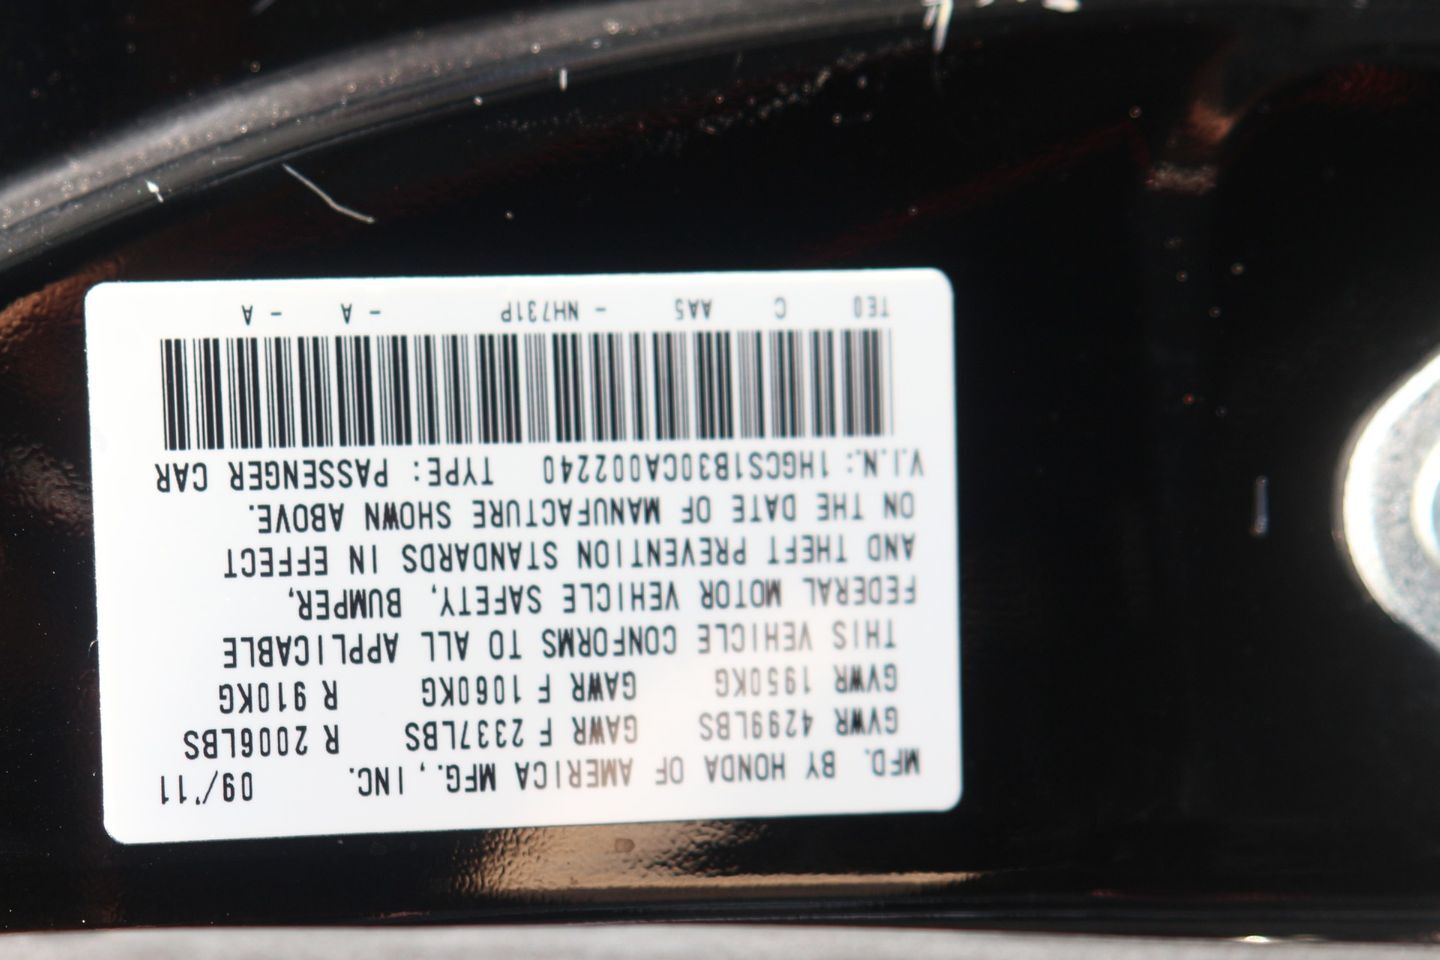 MFD. BY HONDA OF AMERICA MFG., INC. 09/'11
GVWR 4299LBS GAWR F 2337LBS R 2006LBS
GVWR 1950KG GAWR F 1060KG R 910KG
THIS VEHICLE CONFORMS TO ALL APPLICABLE
FEDERAL MOTOR VEHICLE SAFETY, BUMPER,
AND THEFT PREVENTION STANDARDS IN EFFECT
ON THE DATE OF MANUFACTURE SHOWN ABOVE.
V.I.N.: 1HGCS1B30CA002240 TYPE: PASSENGER CAR
TE0 C AA5 - NH731P - A - A